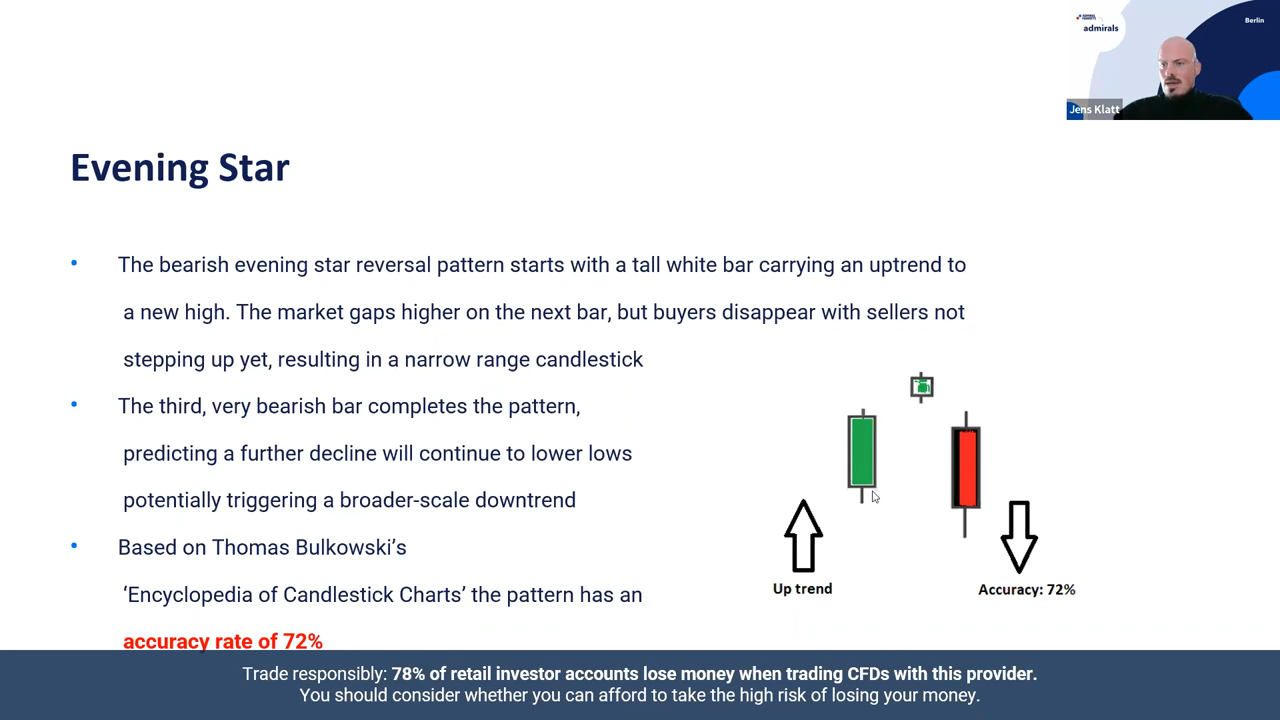 ADMIRAL MARKETS
admirals
Berlin
Jens Klatt
Evening Star
• The bearish evening star reversal pattern starts with a tall white bar carrying an uptrend to
a new high. The market gaps higher on the next bar, but buyers disappear with sellers not
stepping up yet, resulting in a narrow range candlestick
• The third, very bearish bar completes the pattern,
predicting a further decline will continue to lower lows
potentially triggering a broader-scale downtrend
• Based on Thomas Bulkowski’s
‘Encyclopedia of Candlestick Charts’ the pattern has an
accuracy rate of 72%
Up trend
Accuracy: 72%
Trade responsibly: 78% of retail investor accounts lose money when trading CFDs with this provider.
You should consider whether you can afford to take the high risk of losing your money.